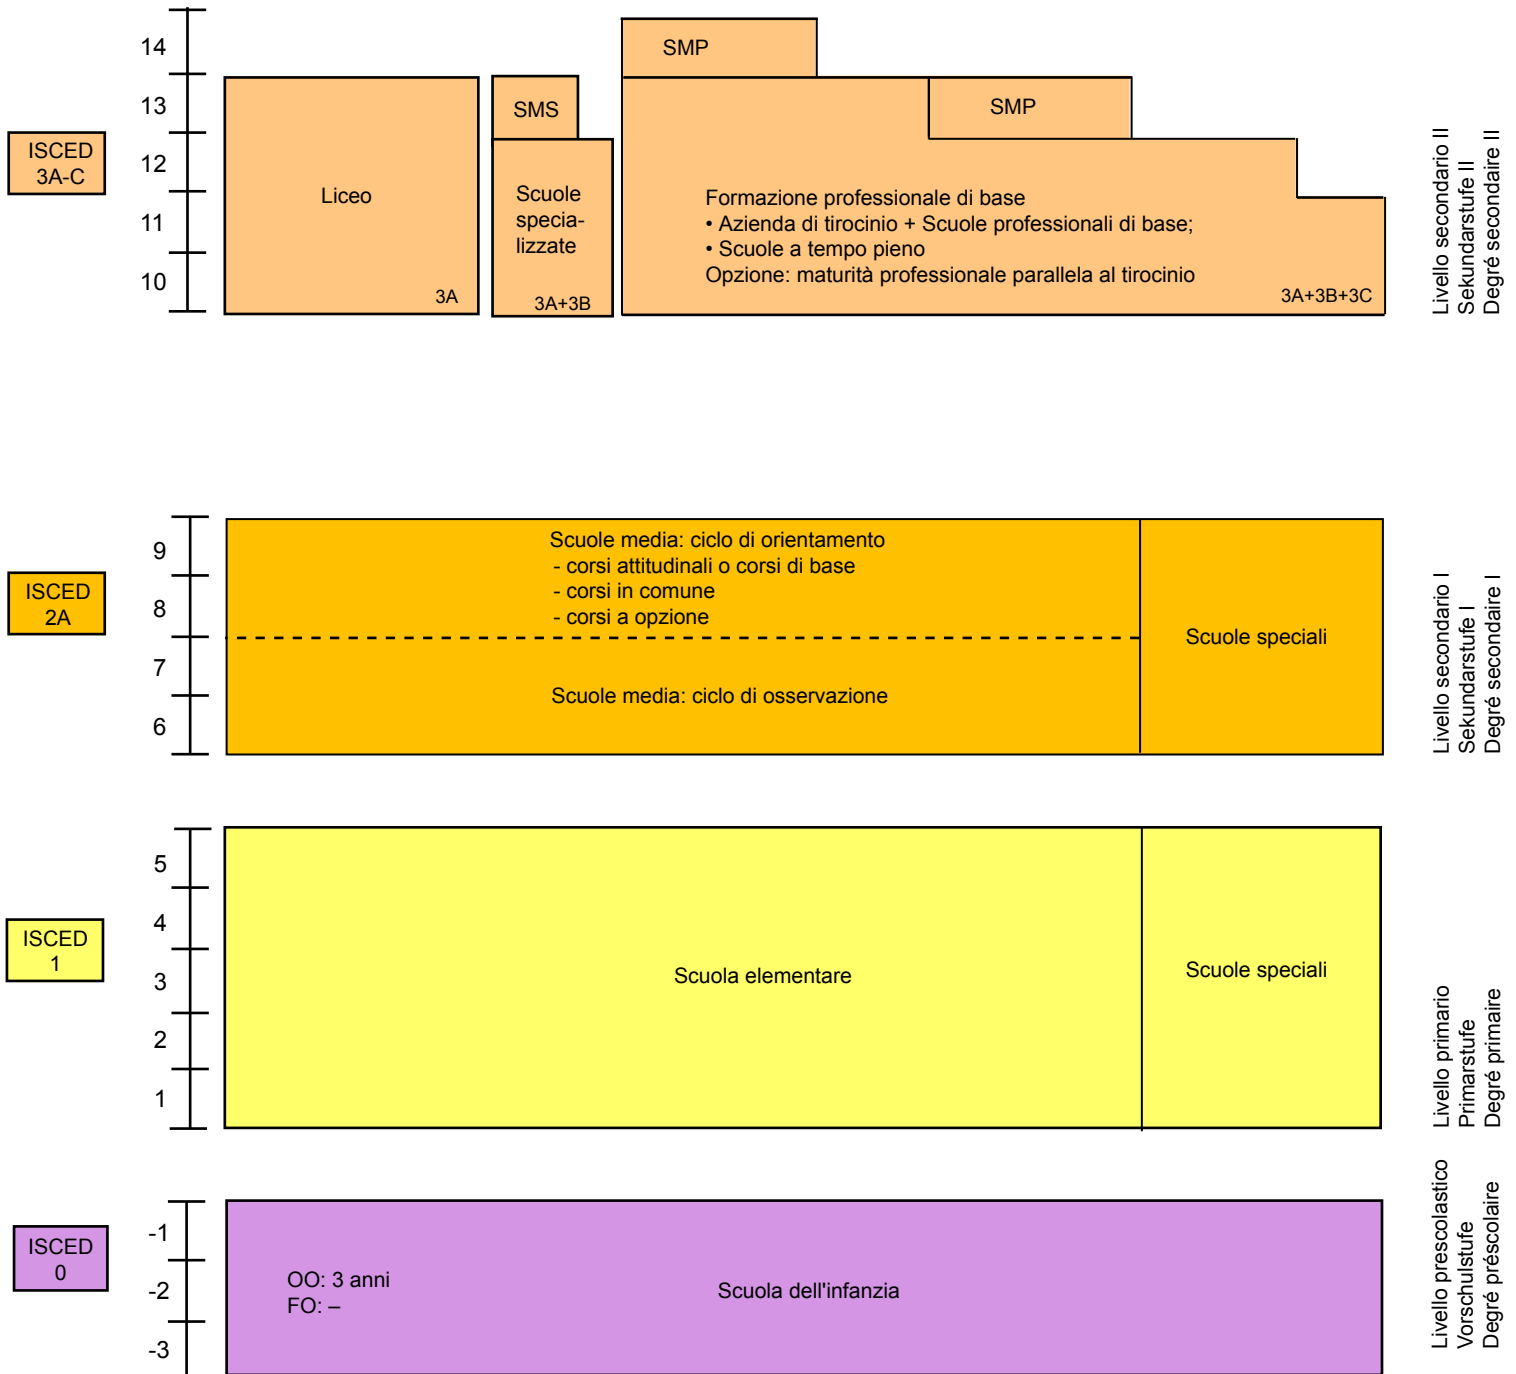 14
SMP
13
SMS
SMP
ISCED
3A-C
12
11
10
Liceo
3A
Scuole
specia-
lizzate
3A+3B
Formazione professionale di base
• Azienda di tirocinio + Scuole professionali di base;
• Scuole a tempo pieno
Opzione: maturità professionale parallela al tirocinio
3A+3B+3C
Livello secondario II
Sekundarstufe II
Degré secondaire II
ISCED
2A
9
8
7
6
Scuole media: ciclo di orientamento
- corsi attitudinali o corsi di base
- corsi in comune
- corsi a opzione
Scuole media: ciclo di osservazione
Scuole speciali
Livello secondario I
Sekundarstufe I
Degré secondaire I
ISCED
1
5
4
3
2
1
Scuola elementare
Scuole speciali
Livello primario
Primarstufe
Degré primaire
ISCED
0
-1
-2
-3
OO: 3 anni
FO: –
Scuola dell'infanzia
Livello prescolastico
Vorschulstufe
Degré préscolaire